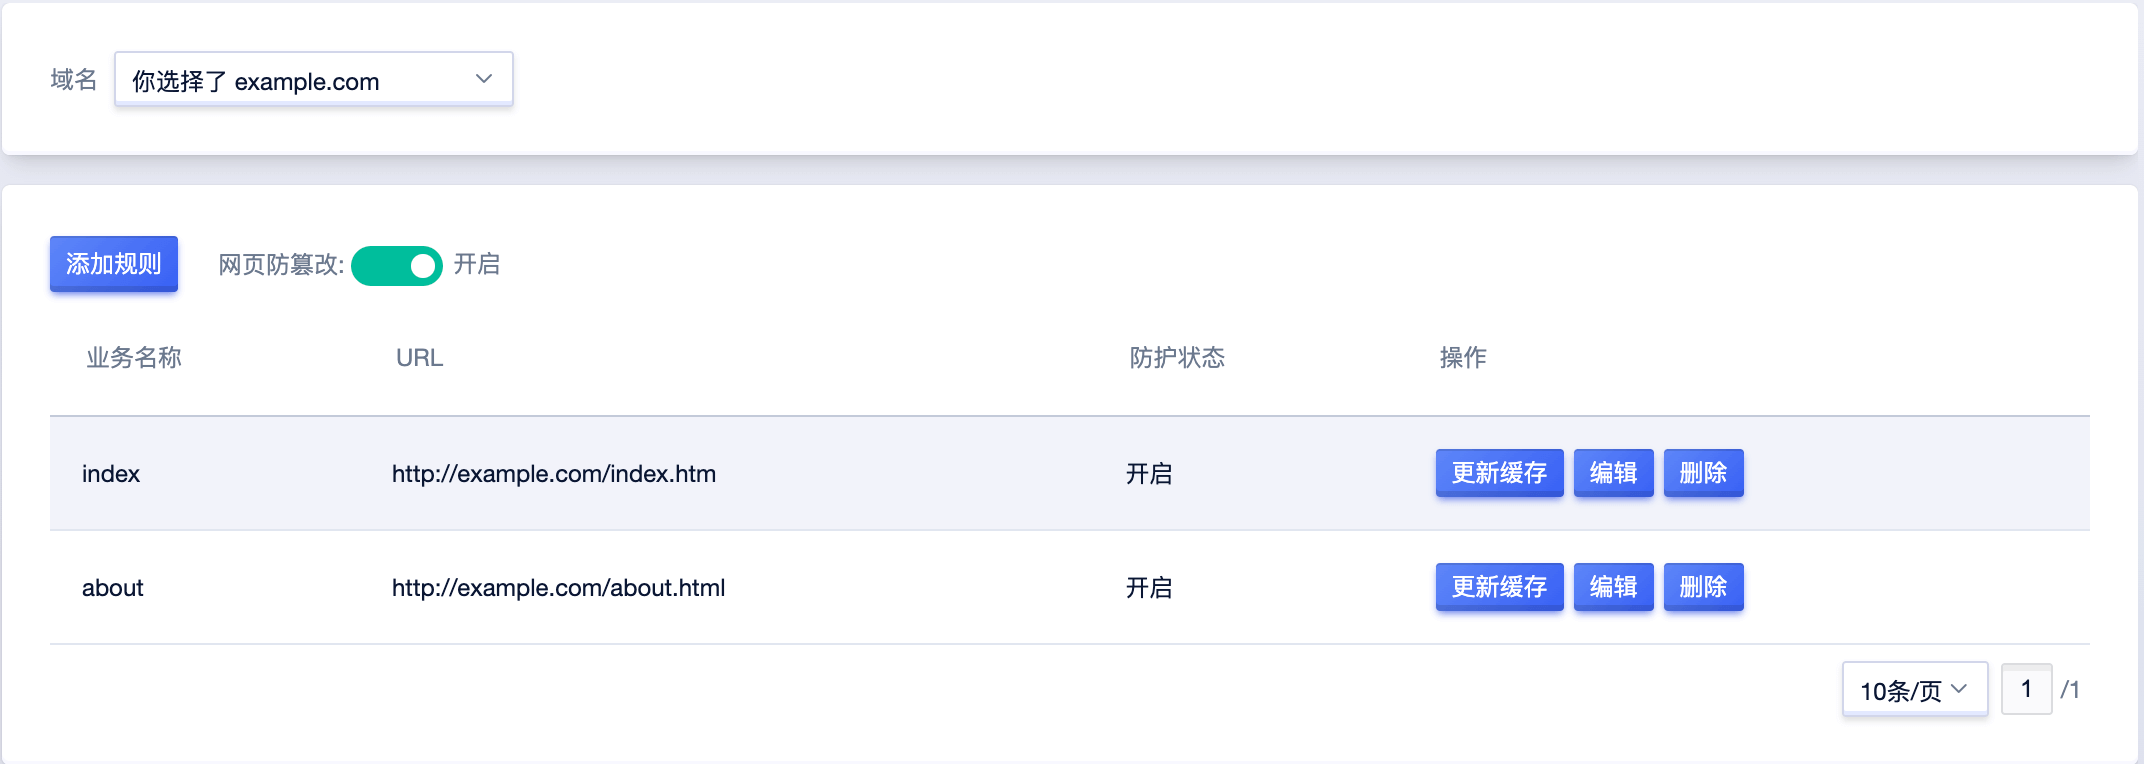 域名 你选择了 example.com
添加规则 网页防篡改: 开启
业务名称 URL 防护状态 操作
index http://example.com/index.htm 开启 更新缓存 编辑 删除
about http://example.com/about.html 开启 更新缓存 编辑 删除
10条/页 1 /1